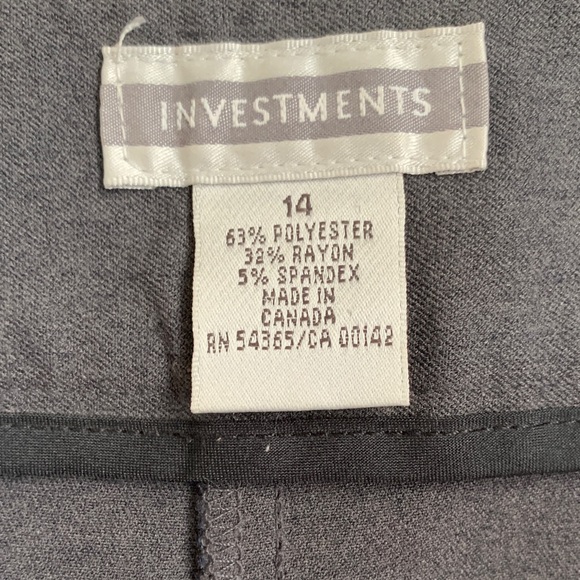 INVESTMENTS
14
63% POLYESTER
32% RAYON
5% SPANDEX
MADE IN
CANADA
RN 54365/CA 00142